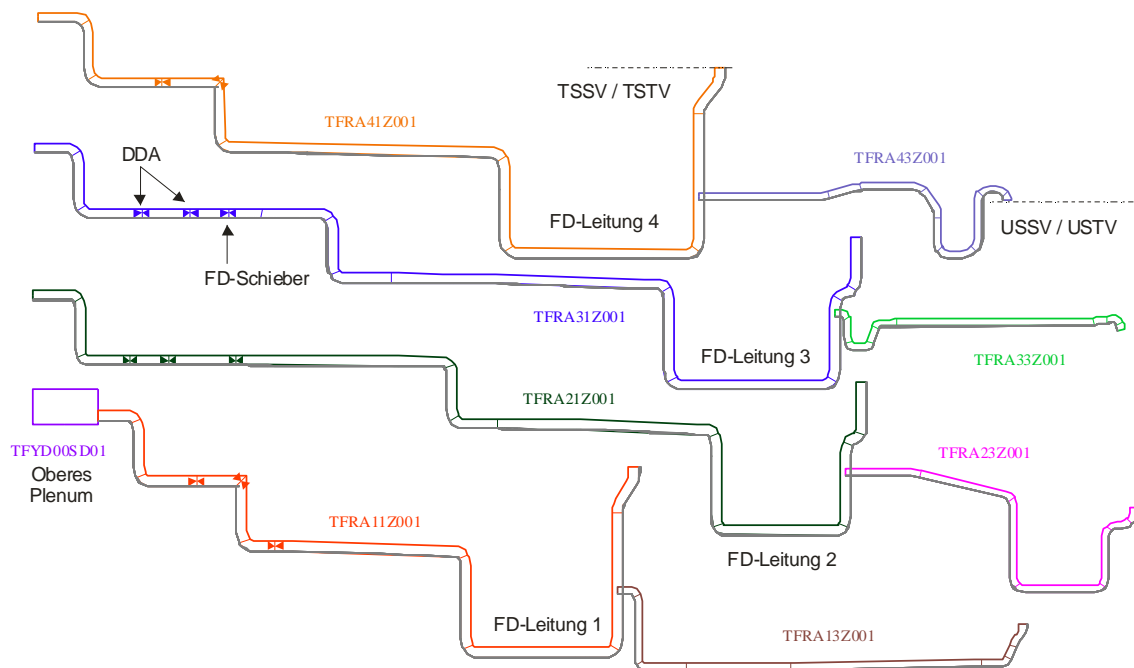 TSSV / TSTV
TFRA41Z001
DDA
TFRA43Z001
FD-Leitung 4
USSV / USTV
FD-Schieber
TFRA31Z001
FD-Leitung 3
TFRA33Z001
TFRA21Z001
TFYD00SD01
Oberes
Plenum
TFRA23Z001
TFRA11Z001
FD-Leitung 2
FD-Leitung 1
TFRA13Z001